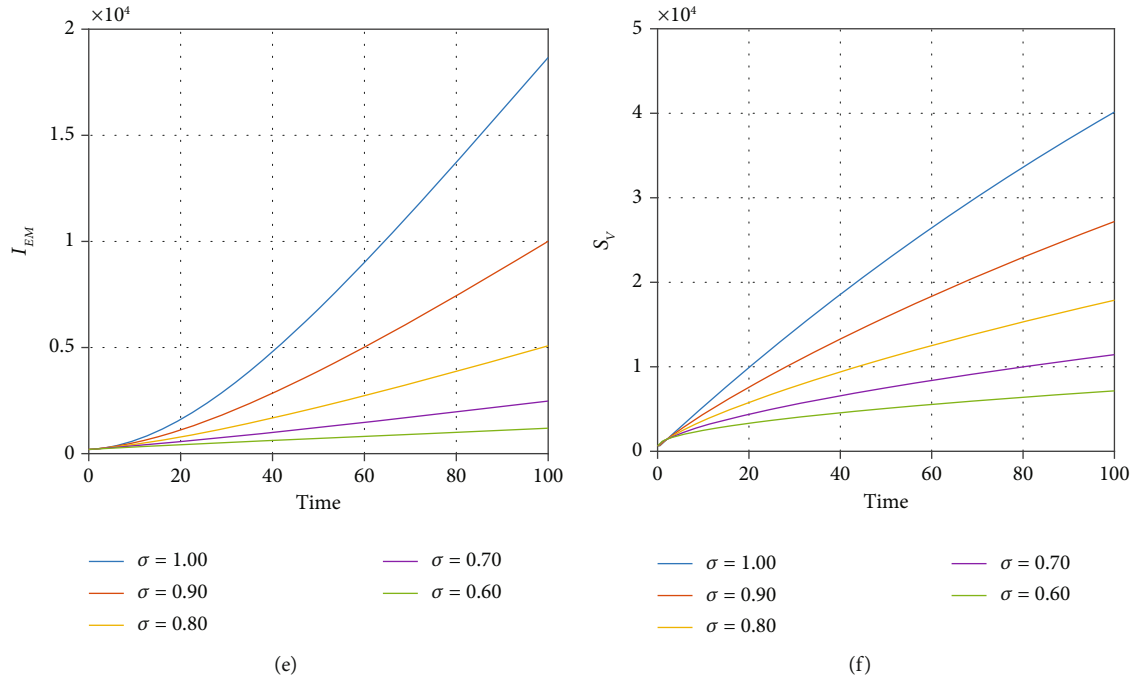 ×10⁴
2
1.5
1
0.5
0
I_EM
0 20 40 60 80 100
Time
σ = 1.00
σ = 0.90
σ = 0.80
σ = 0.70
σ = 0.60
(e)
×10⁴
5
4
3
2
1
0
S_V
0 20 40 60 80 100
Time
σ = 1.00
σ = 0.90
σ = 0.80
σ = 0.70
σ = 0.60
(f)